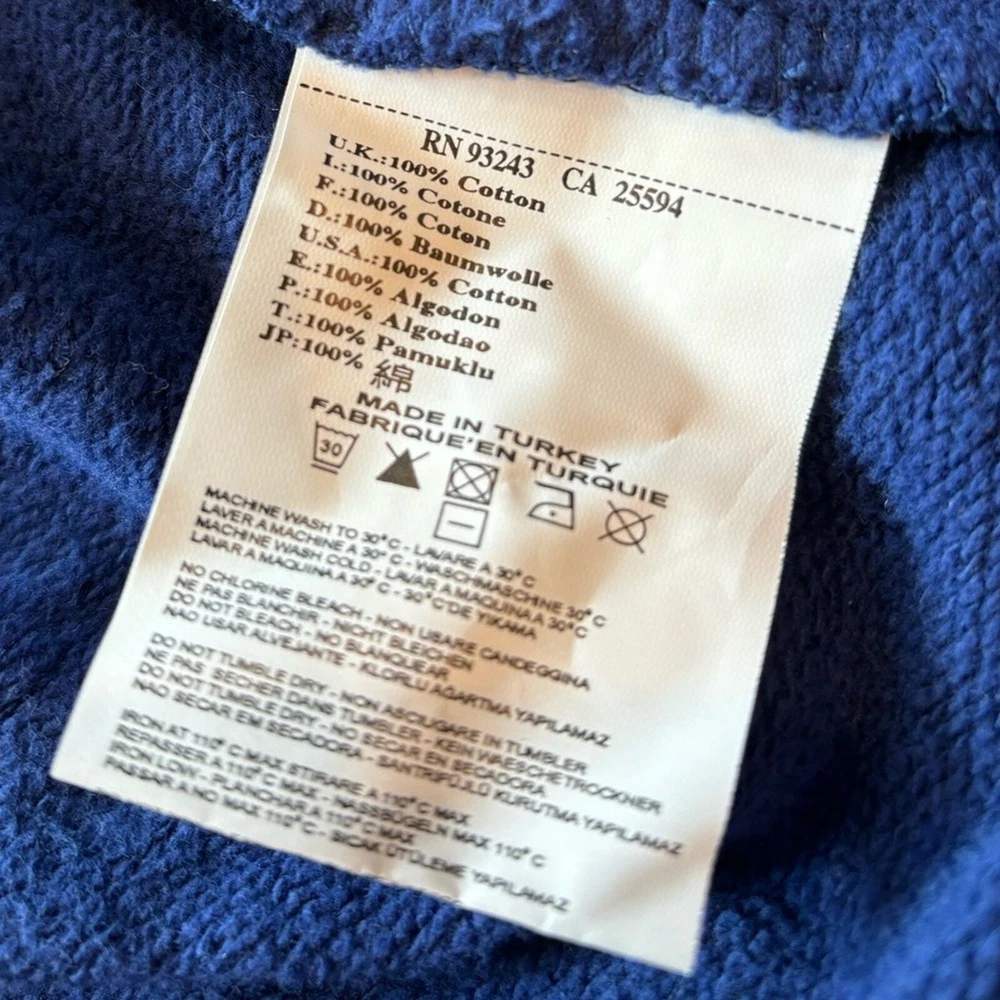 RN 93243 CA 25594
U.K.:100% Cotton
I.:100% Cotone
F.:100% Coton
D.:100% Baumwolle
U.S.A.:100% Cotton
E.:100% Algodon
P.:100% Algodao
T.:100% Pamuklu
JP:100% 綿
MADE IN TURKEY
FABRIQUE'EN TURQUIE
30
MACHINE WASH TO 30°C - LAVARE A 30°C
LAVER A MACHINE A 30°C - WASCHMASCHINE 30°C
MACHINE WASH COLD - LAVAR A MAQUINA A 30°C
LAVAR A MAQUINA A 30°C - 30°C'DE YIKAMA
NO CHLORINE BLEACH - NON USARE CANDEGGINA
NE PAS BLANCHIR - NICHT BLEICHEN
DO NOT BLEACH - NO BLANQUEAR
NAO USAR ALVEJANTE - KLORLU AGARTMA YAPILAMAZ
DO NOT TUMBLE DRY - NON ASCIUGARE IN TUMBLER
NE PAS SECHER DANS TUMBLER - KEIN WAESCHETROCKNER
DO NOT TUMBLE DRY - NO SECAR EN SECADORA
NAO SECAR EM SECADORA - SANTRIFÜJLÜ KURUTMA YAPILAMAZ
IRON AT 110°C MAX STIRARE A 110°C MAX
REPASSER A 110°C MAX - NASSBÜGELN MAX 110°C
IRON LOW - PLANCHAR A 110°C MAX
PASSAR A NO MAX 110°C - SICAK ÜTÜLEME YAPILAMAZ